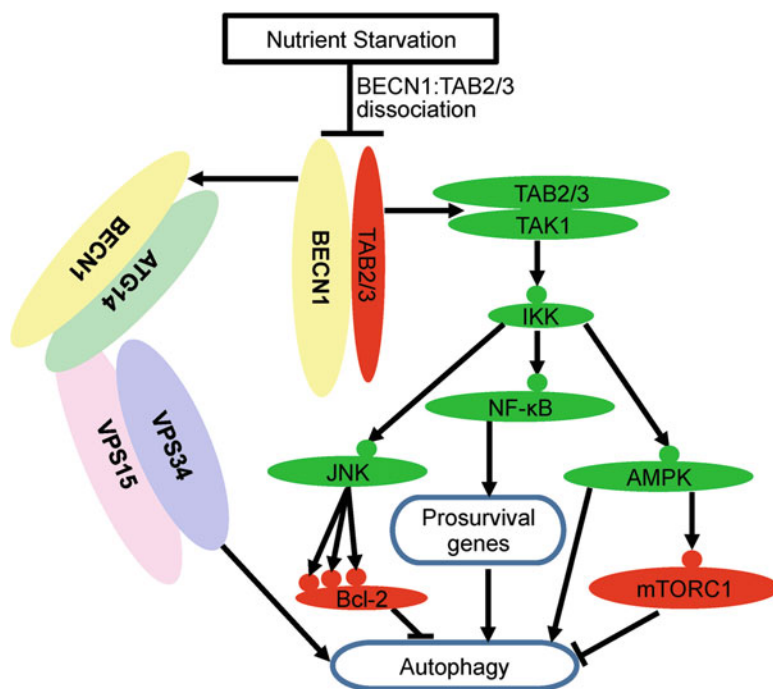 Nutrient Starvation
BECN1:TAB2/3
dissociation
BECN1
ATG14
VPS15
VPS34
BECN1
TAB2/3
TAB2/3
TAK1
IKK
NF-κB
JNK
AMPK
Prosurvival
genes
Bcl-2
mTORC1
Autophagy